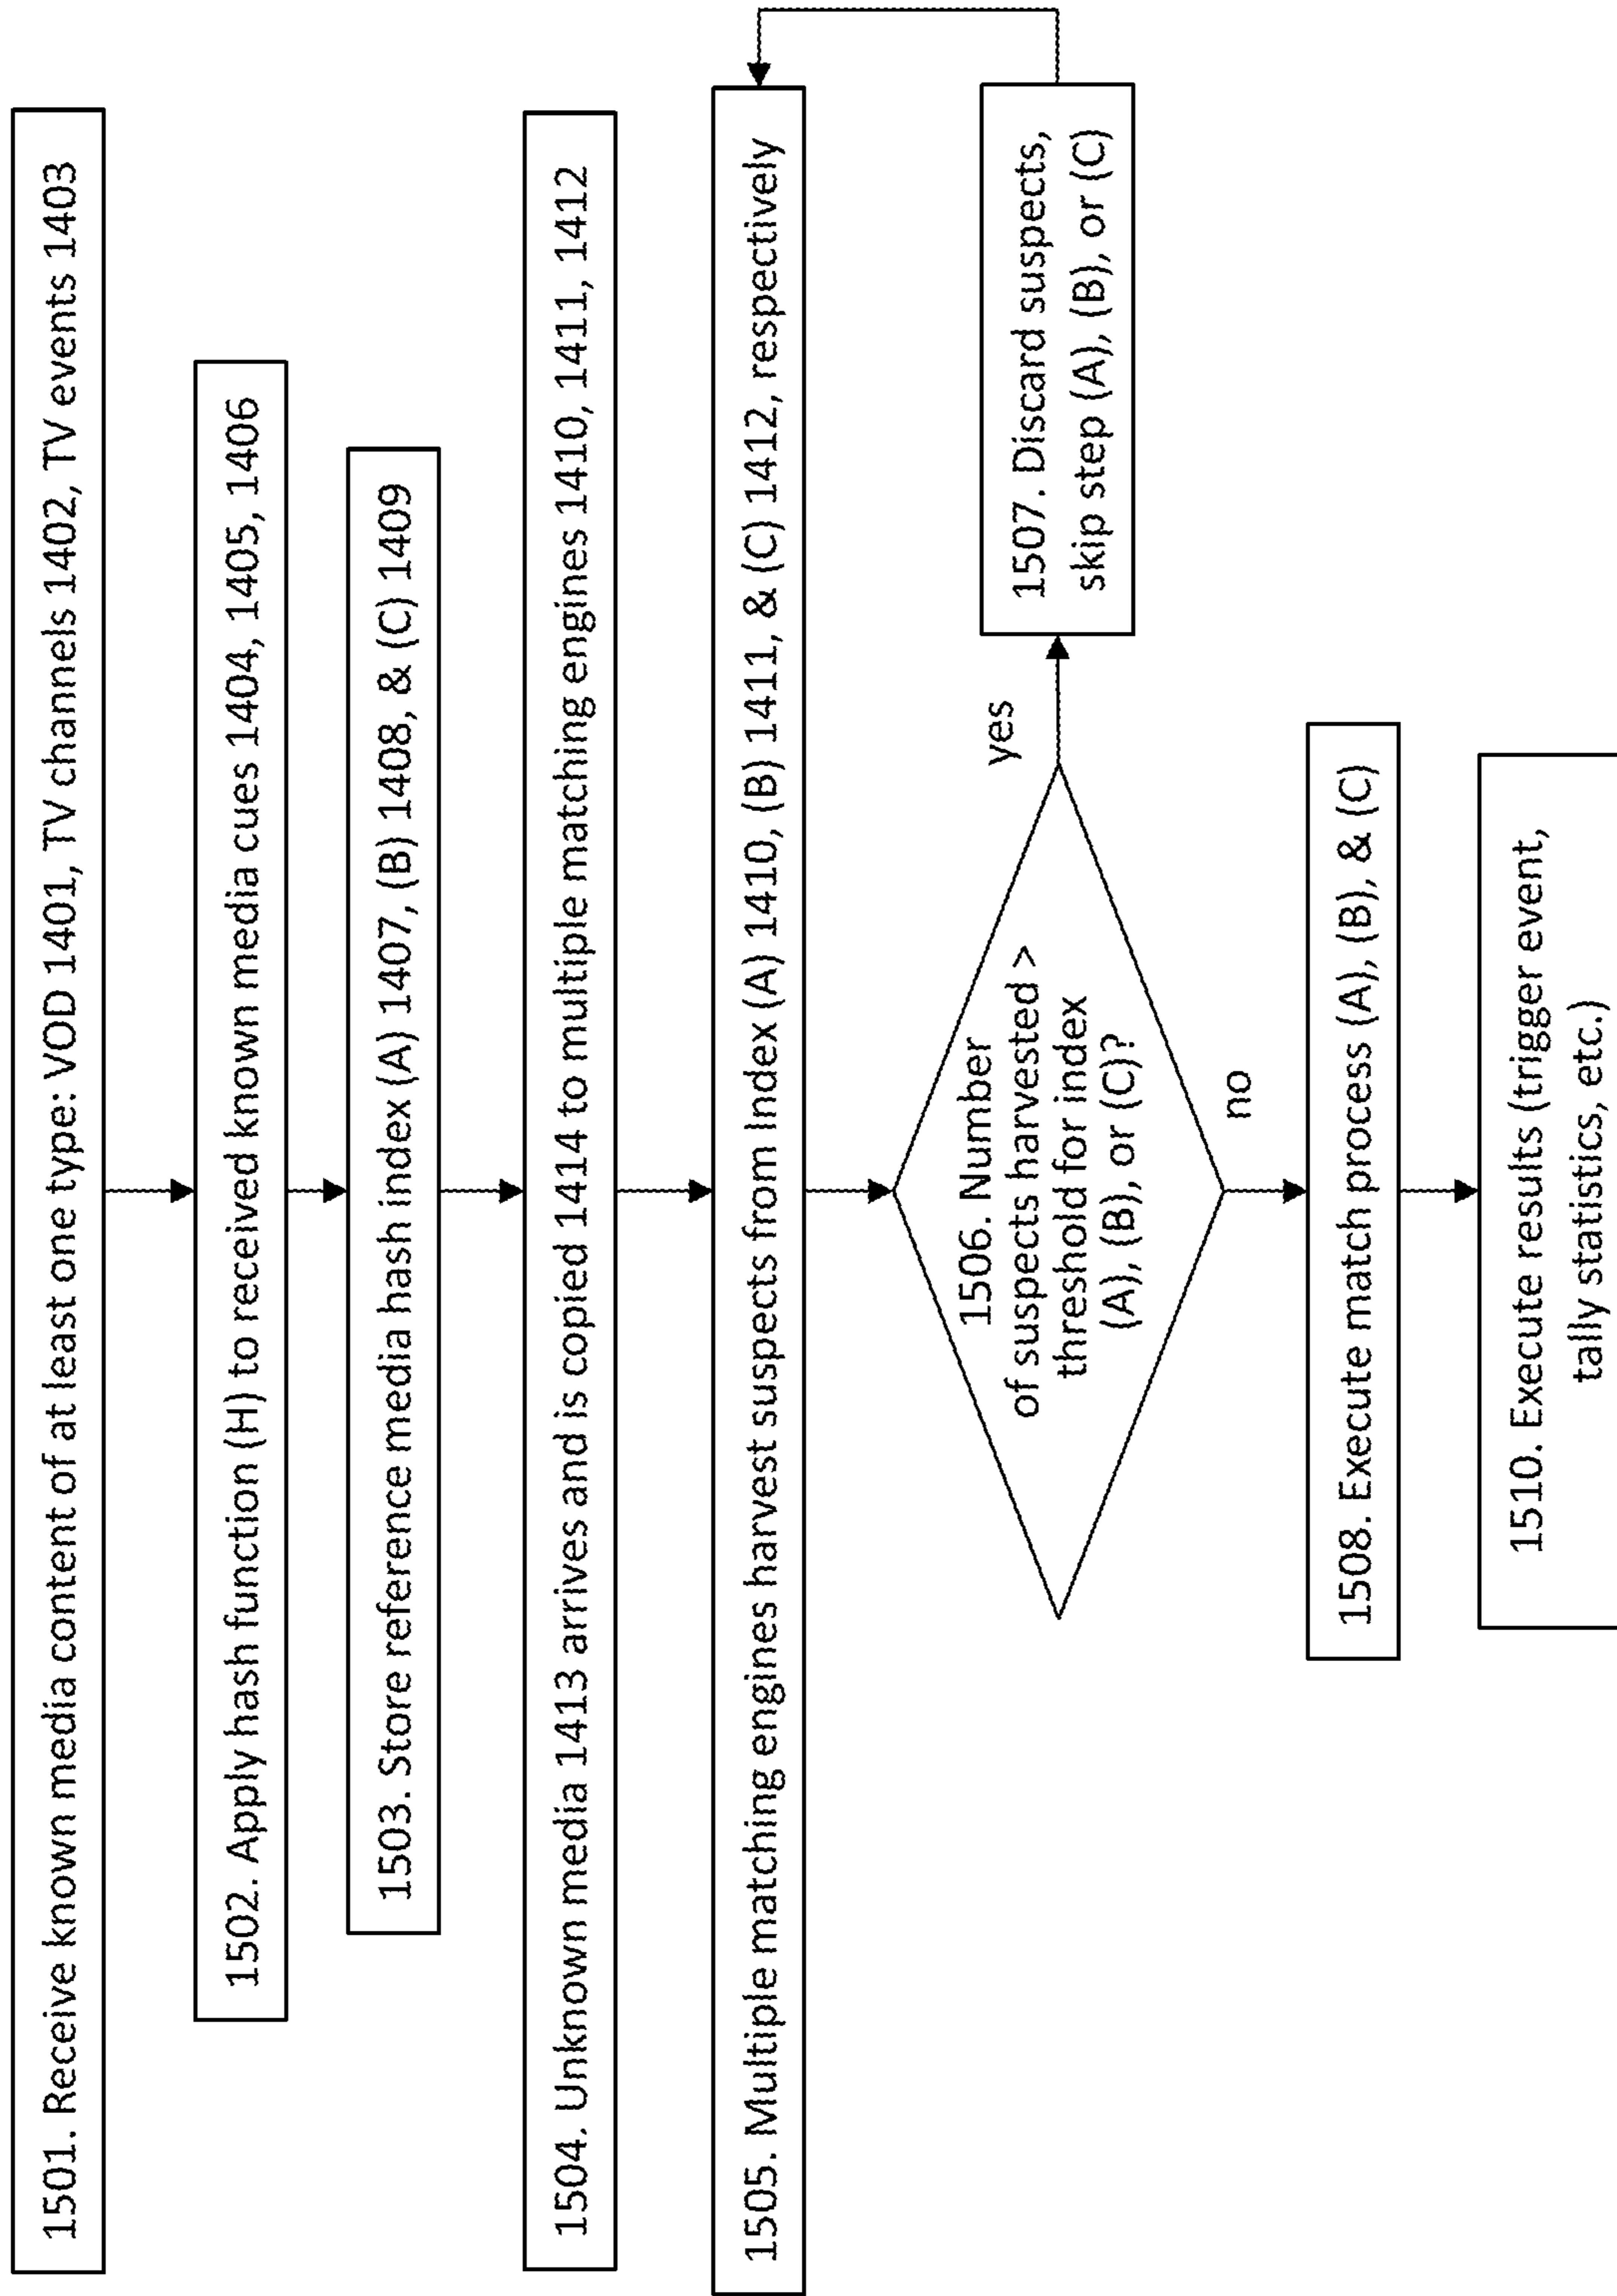 1501. Receive known media content of at least one type: VOD 1401, TV channels 1402, TV events 1403
1502. Apply hash function (H) to received known media cues 1404, 1405, 1406
1503. Store reference media hash index (A) 1407, (B) 1408, & (C) 1409
1504. Unknown media 1413 arrives and is copied 1414 to multiple matching engines 1410, 1411, 1412
1505. Multiple matching engines harvest suspects from Index (A) 1410, (B) 1411, & (C) 1412, respectively
1506. Number
of suspects harvested >
threshold for index
(A), (B), or (C)?
yes
1507. Discard suspects,
skip step (A), (B), or (C)
no
1508. Execute match process (A), (B), & (C)
1510. Execute results (trigger event,
tally statistics, etc.)